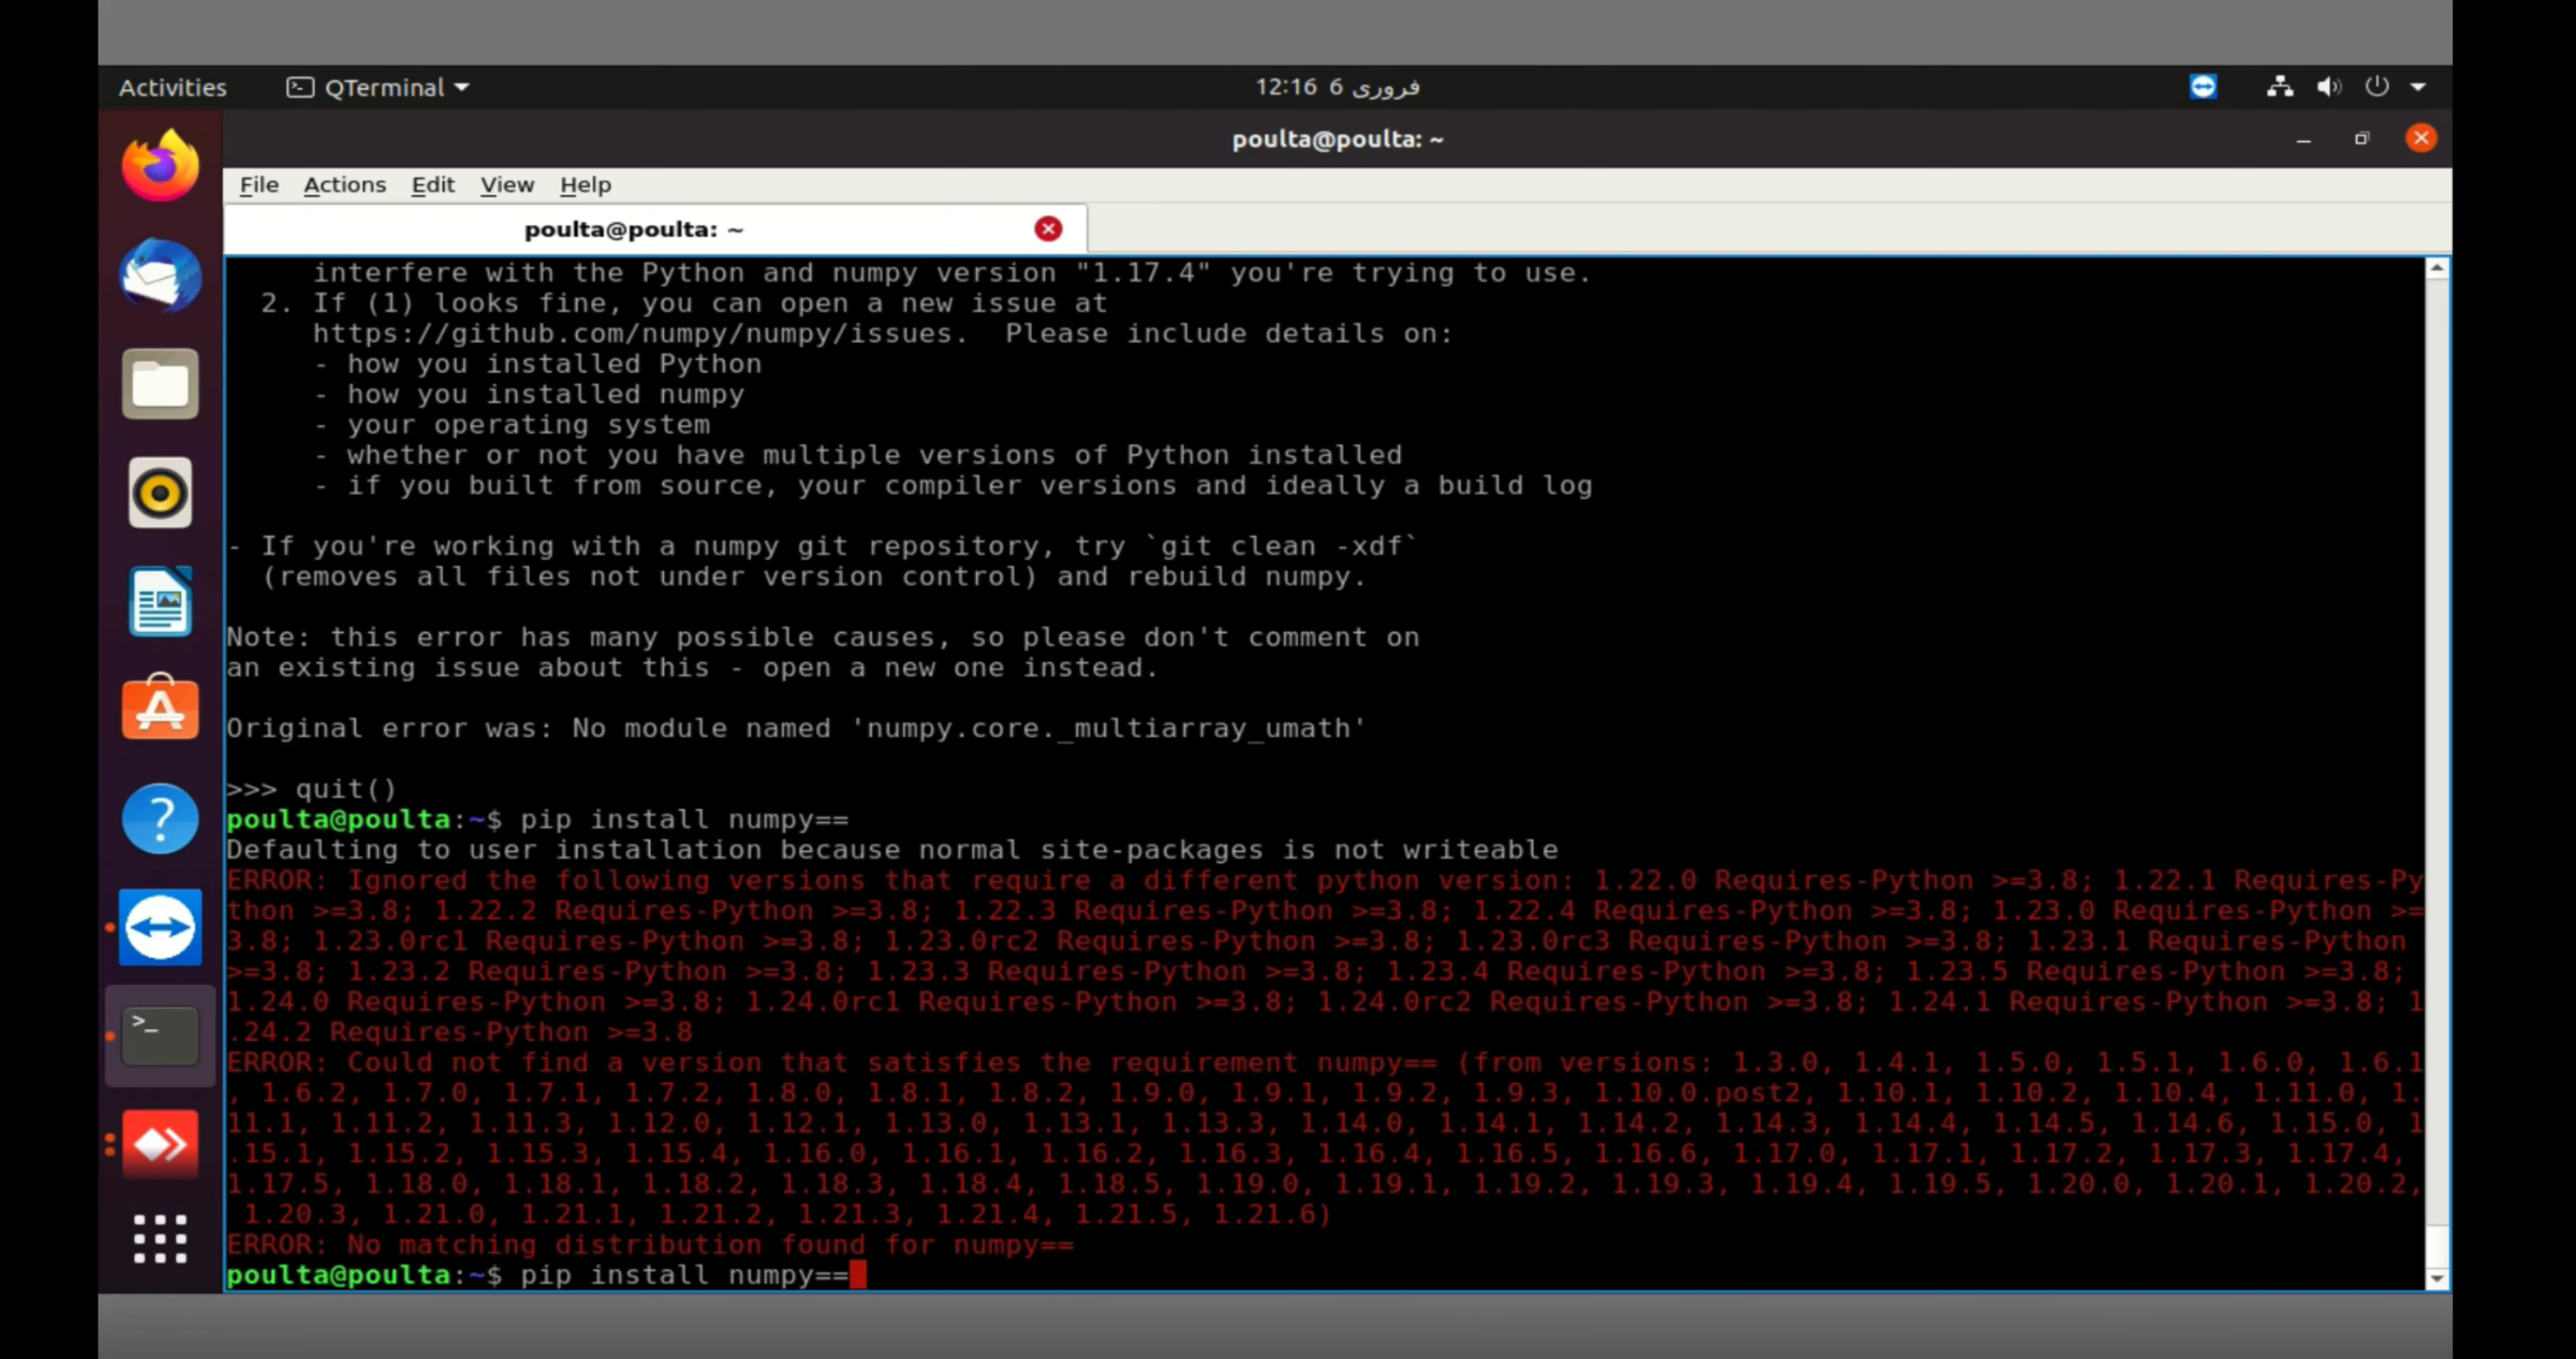 Activities QTerminal 12:16 6 فروری
poulta@poulta: ~
File Actions Edit View Help
poulta@poulta: ~
interfere with the Python and numpy version "1.17.4" you're trying to use.
2. If (1) looks fine, you can open a new issue at
https://github.com/numpy/numpy/issues.  Please include details on:
- how you installed Python
- how you installed numpy
- your operating system
- whether or not you have multiple versions of Python installed
- if you built from source, your compiler versions and ideally a build log
- If you're working with a numpy git repository, try `git clean -xdf`
(removes all files not under version control) and rebuild numpy.
Note: this error has many possible causes, so please don't comment on
an existing issue about this - open a new one instead.
Original error was: No module named 'numpy.core._multiarray_umath'
>>> quit()
poulta@poulta:~$ pip install numpy==
Defaulting to user installation because normal site-packages is not writeable
ERROR: Ignored the following versions that require a different python version: 1.22.0 Requires-Python >=3.8; 1.22.1 Requires-Py
thon >=3.8; 1.22.2 Requires-Python >=3.8; 1.22.3 Requires-Python >=3.8; 1.22.4 Requires-Python >=3.8; 1.23.0 Requires-Python >=
3.8; 1.23.0rc1 Requires-Python >=3.8; 1.23.0rc2 Requires-Python >=3.8; 1.23.0rc3 Requires-Python >=3.8; 1.23.1 Requires-Python
>=3.8; 1.23.2 Requires-Python >=3.8; 1.23.3 Requires-Python >=3.8; 1.23.4 Requires-Python >=3.8; 1.23.5 Requires-Python >=3.8;
1.24.0 Requires-Python >=3.8; 1.24.0rc1 Requires-Python >=3.8; 1.24.0rc2 Requires-Python >=3.8; 1.24.1 Requires-Python >=3.8; 1
.24.2 Requires-Python >=3.8
ERROR: Could not find a version that satisfies the requirement numpy== (from versions: 1.3.0, 1.4.1, 1.5.0, 1.5.1, 1.6.0, 1.6.1
, 1.6.2, 1.7.0, 1.7.1, 1.7.2, 1.8.0, 1.8.1, 1.8.2, 1.9.0, 1.9.1, 1.9.2, 1.9.3, 1.10.0.post2, 1.10.1, 1.10.2, 1.10.4, 1.11.0, 1.
11.1, 1.11.2, 1.11.3, 1.12.0, 1.12.1, 1.13.0, 1.13.1, 1.13.3, 1.14.0, 1.14.1, 1.14.2, 1.14.3, 1.14.4, 1.14.5, 1.14.6, 1.15.0, 1
.15.1, 1.15.2, 1.15.3, 1.15.4, 1.16.0, 1.16.1, 1.16.2, 1.16.3, 1.16.4, 1.16.5, 1.16.6, 1.17.0, 1.17.1, 1.17.2, 1.17.3, 1.17.4,
1.17.5, 1.18.0, 1.18.1, 1.18.2, 1.18.3, 1.18.4, 1.18.5, 1.19.0, 1.19.1, 1.19.2, 1.19.3, 1.19.4, 1.19.5, 1.20.0, 1.20.1, 1.20.2,
1.20.3, 1.21.0, 1.21.1, 1.21.2, 1.21.3, 1.21.4, 1.21.5, 1.21.6)
ERROR: No matching distribution found for numpy==
poulta@poulta:~$ pip install numpy==